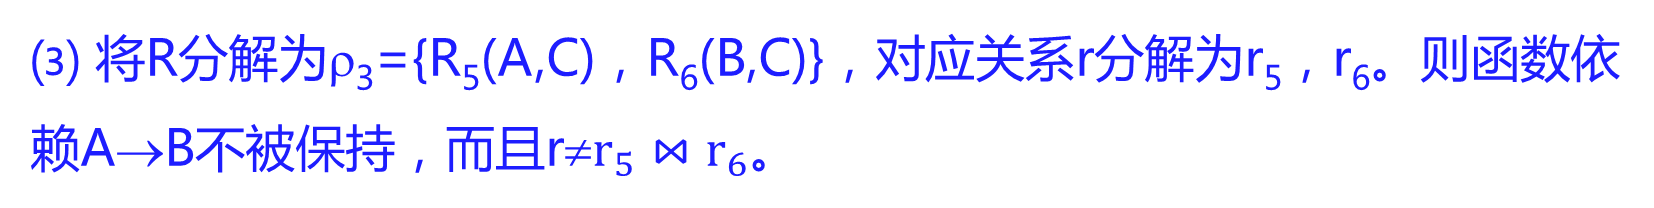 (3) 将R分解为ρ₃={R₅(A,C)，R₆(B,C)}，对应关系r分解为r₅，r₆。则函数依
赖A→B不被保持，而且r≠r₅ ⋈ r₆。